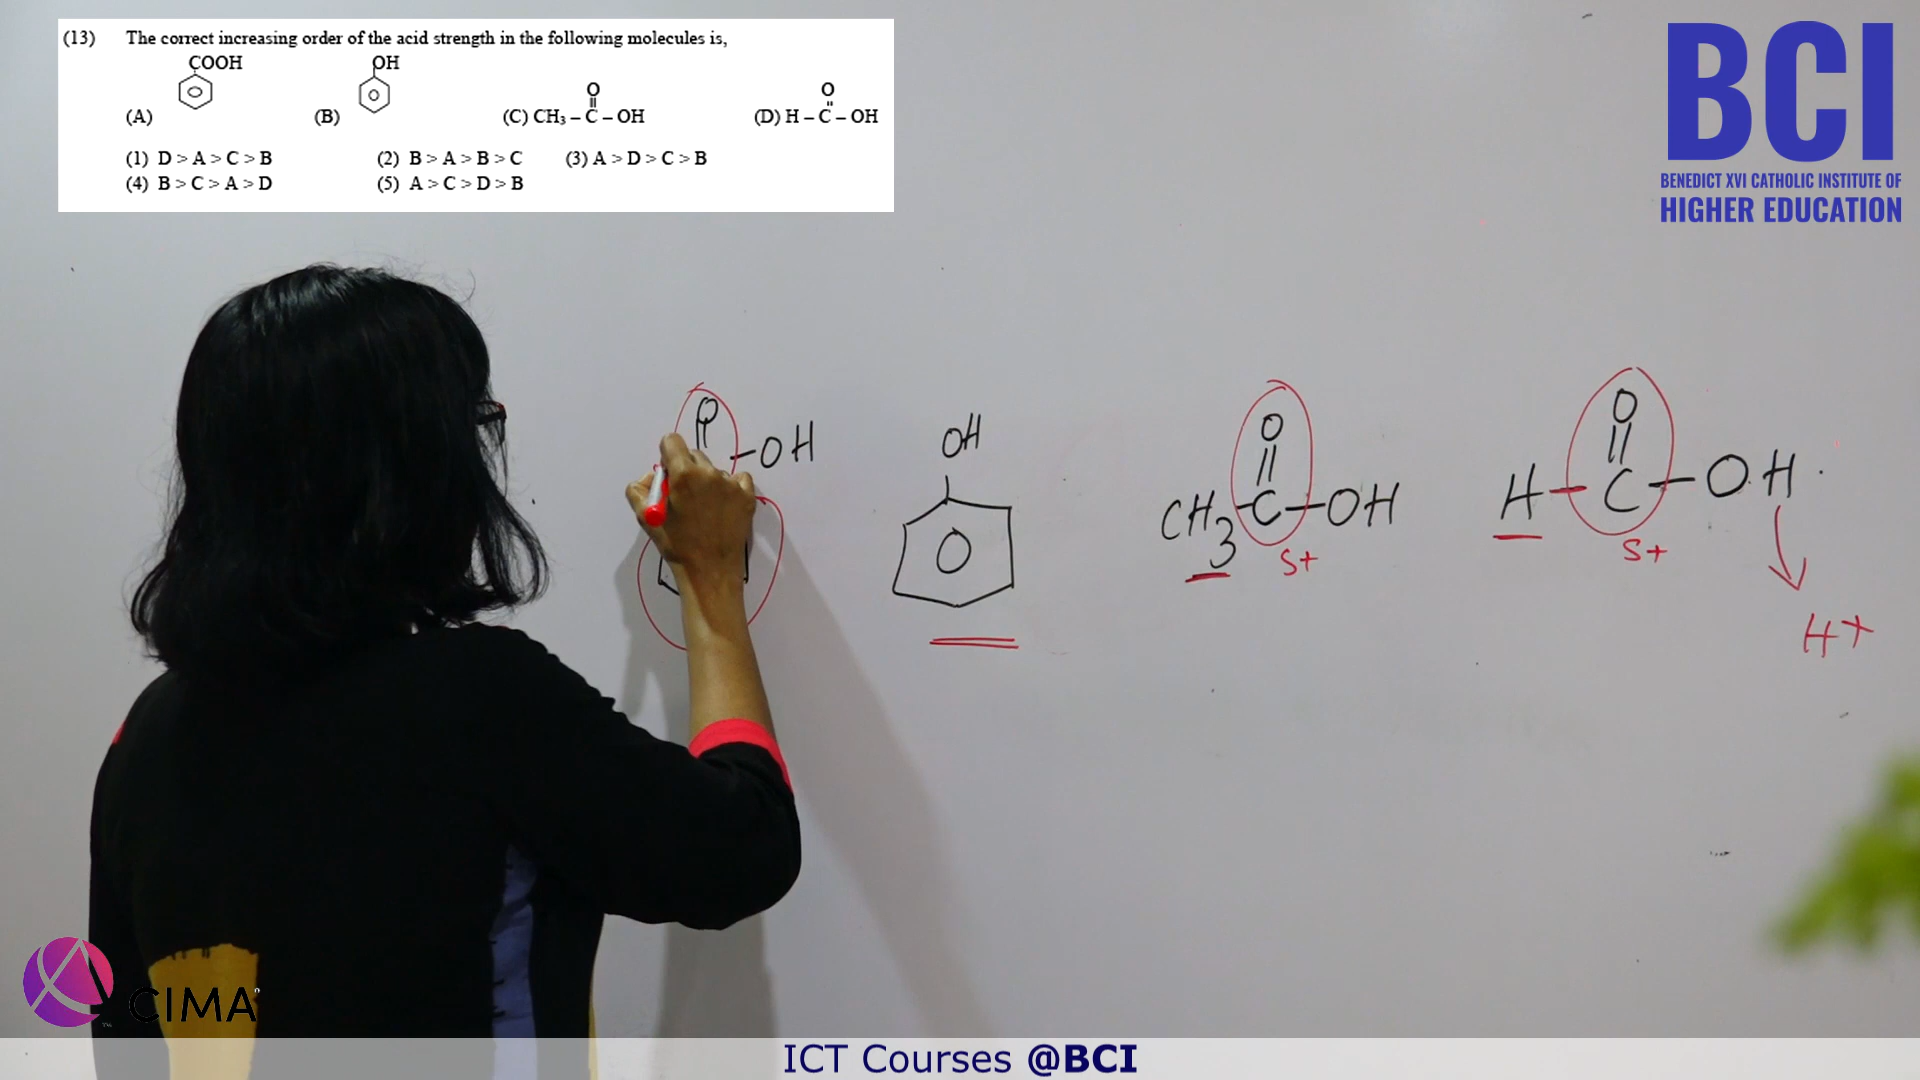 (13) The correct increasing order of the acid strength in the following molecules is,
COOH
OH
O
O
(A)
(B)
(C) CH₃ – C – OH
(D) H – C – OH
(1) D > A > C > B
(2) B > A > B > C
(3) A > D > C > B
(4) B > C > A > D
(5) A > C > D > B
BCI
BENEDICT XVI CATHOLIC INSTITUTE OF
HIGHER EDUCATION
O
-OH
OH
O
CH3-C-OH
S+
O
H-C-OH
S+
H+
CIMA
ICT Courses @BCI